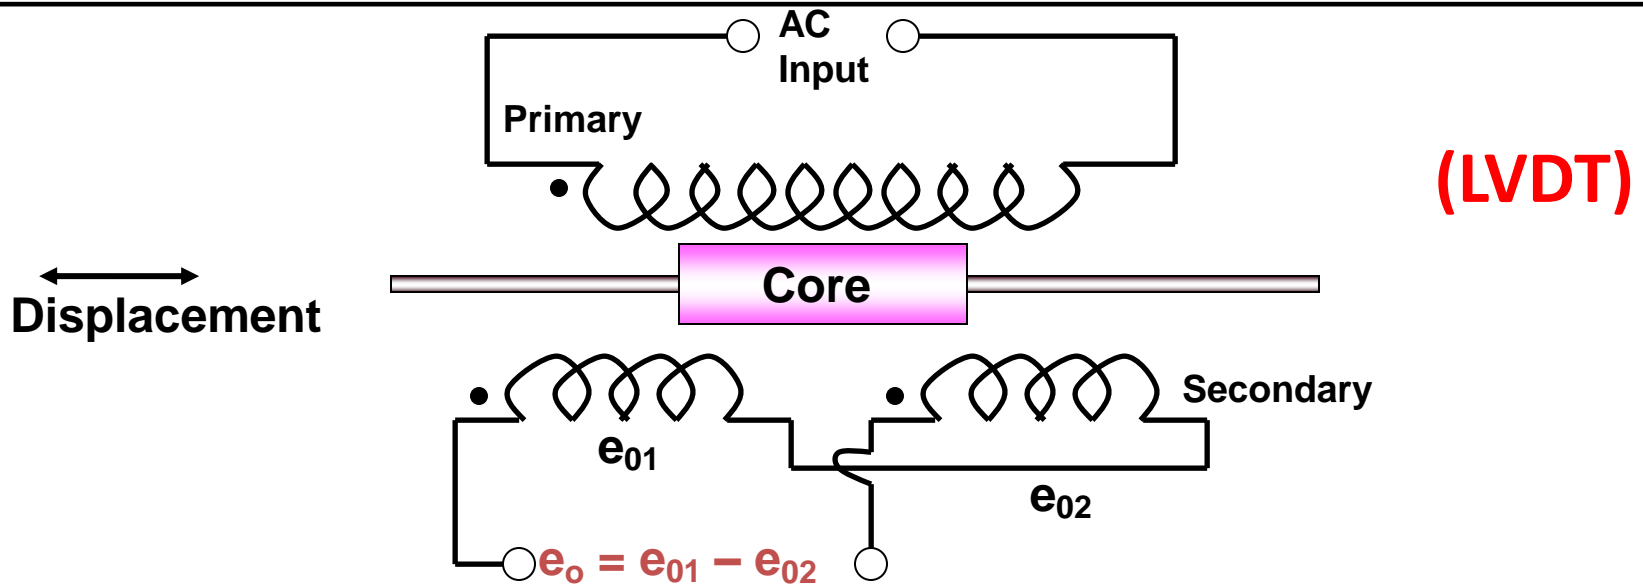 AC
Input
Primary
(LVDT)
Core
Displacement
Secondary
e₀₁
e₀₂
eₒ = e₀₁ – e₀₂